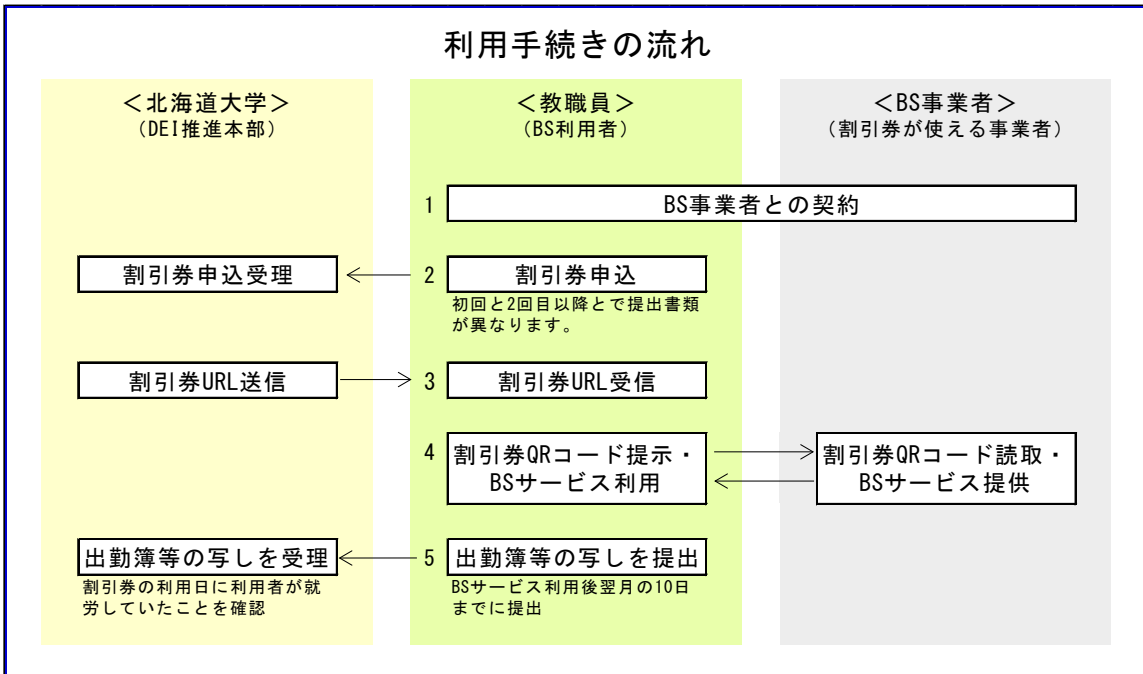 利用手続きの流れ
＜北海道大学＞
（DEI推進本部）
＜教職員＞
（BS利用者）
＜BS事業者＞
（割引券が使える事業者）
1
BS事業者との契約
割引券申込受理
2
割引券申込
初回と2回目以降とで提出書類
が異なります。
割引券URL送信
3
割引券URL受信
4
割引券QRコード提示・
BSサービス利用
割引券QRコード読取・
BSサービス提供
出勤簿等の写しを受理
割引券の利用日に利用者が就
労していたことを確認
5
出勤簿等の写しを提出
BSサービス利用後翌月の10日
までに提出